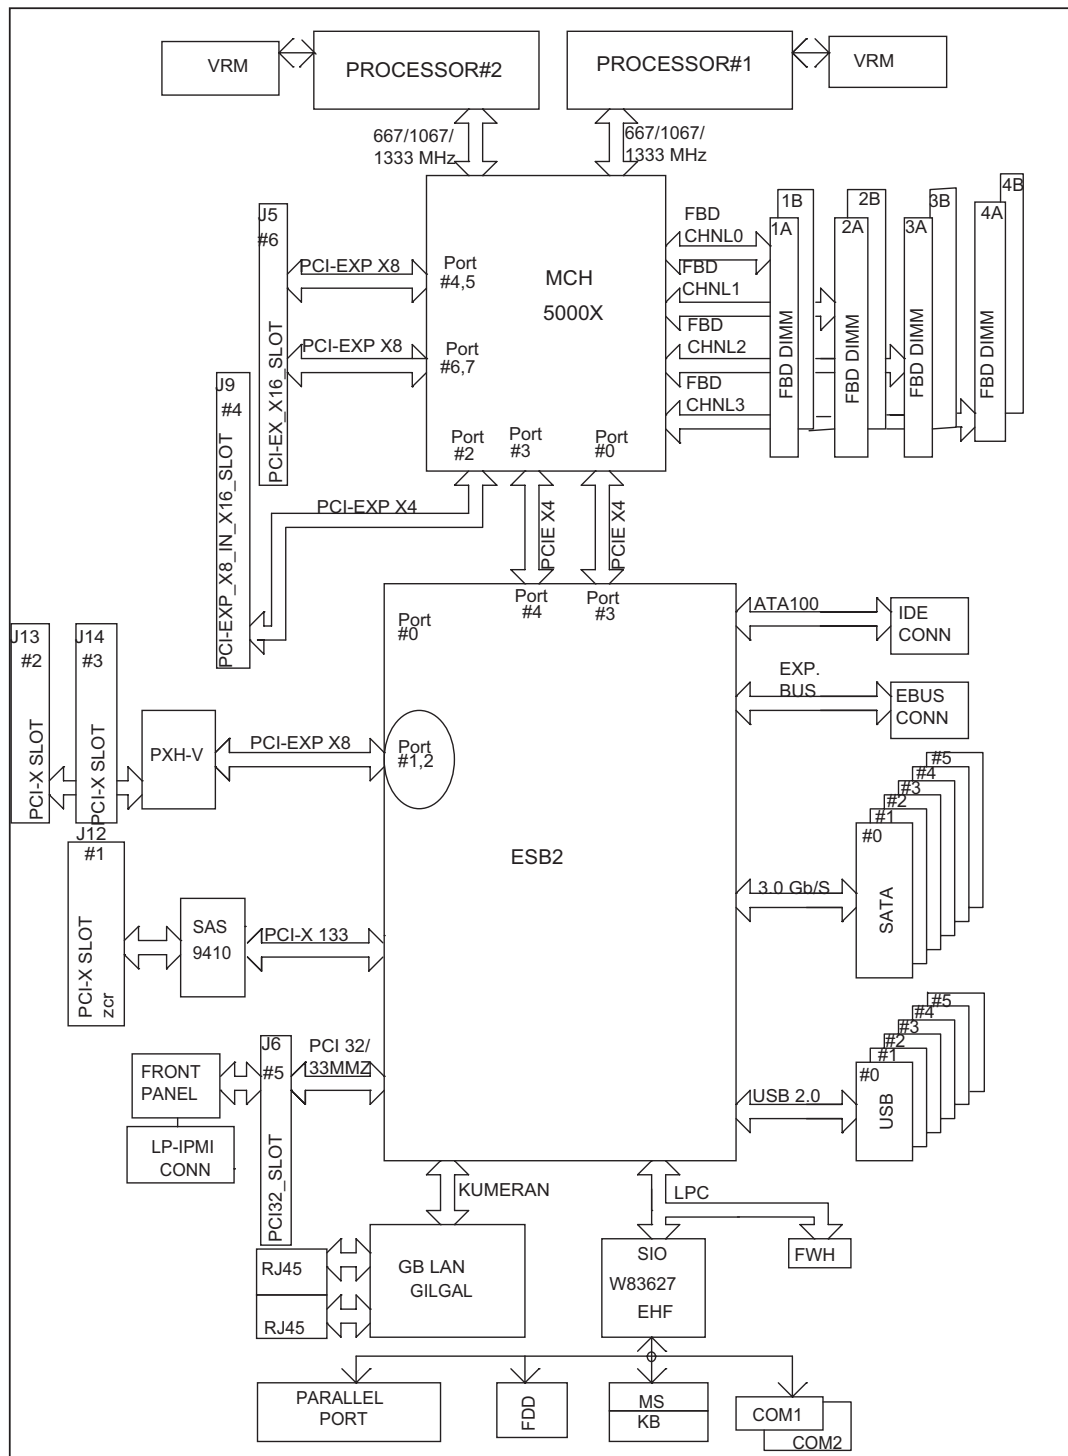 VRM
PROCESSOR#2
PROCESSOR#1
VRM
667/1067/
1333 MHz
667/1067/
1333 MHz
J5
#6
PCI-EX_X16_SLOT
PCI-EXP X8
Port
#4,5
PCI-EXP X8
Port
#6,7
MCH
5000X
FBD
CHNL0
FBD
CHNL1
FBD
CHNL2
FBD
CHNL3
1B
1A
FBD DIMM
2B
2A
FBD DIMM
3B
3A
FBD DIMM
4B
4A
FBD DIMM
J9
#4
PCI-EXP_X8_IN_X16_SLOT
Port
#2
Port
#3
Port
#0
PCI-EXP X4
PCIE X4
PCIE X4
Port
#0
Port
#4
Port
#3
ATA100
IDE
CONN
EXP.
BUS
EBUS
CONN
J13
#2
PCI-X SLOT
J14
#3
PCI-X SLOT
PXH-V
PCI-EXP X8
Port
#1,2
ESB2
#5
#4
#3
#2
#1
#0
SATA
3.0 Gb/S
J12
#1
PCI-X SLOT
zcr
SAS
9410
PCI-X 133
#5
#4
#3
#2
#1
#0
USB
USB 2.0
FRONT
PANEL
LP-IPMI
CONN
J6
#5
PCI32_SLOT
PCI 32/
33MMZ
KUMERAN
LPC
RJ45
RJ45
GB LAN
GILGAL
SIO
W83627
EHF
FWH
PARALLEL
PORT
FDD
MS
KB
COM1
COM2